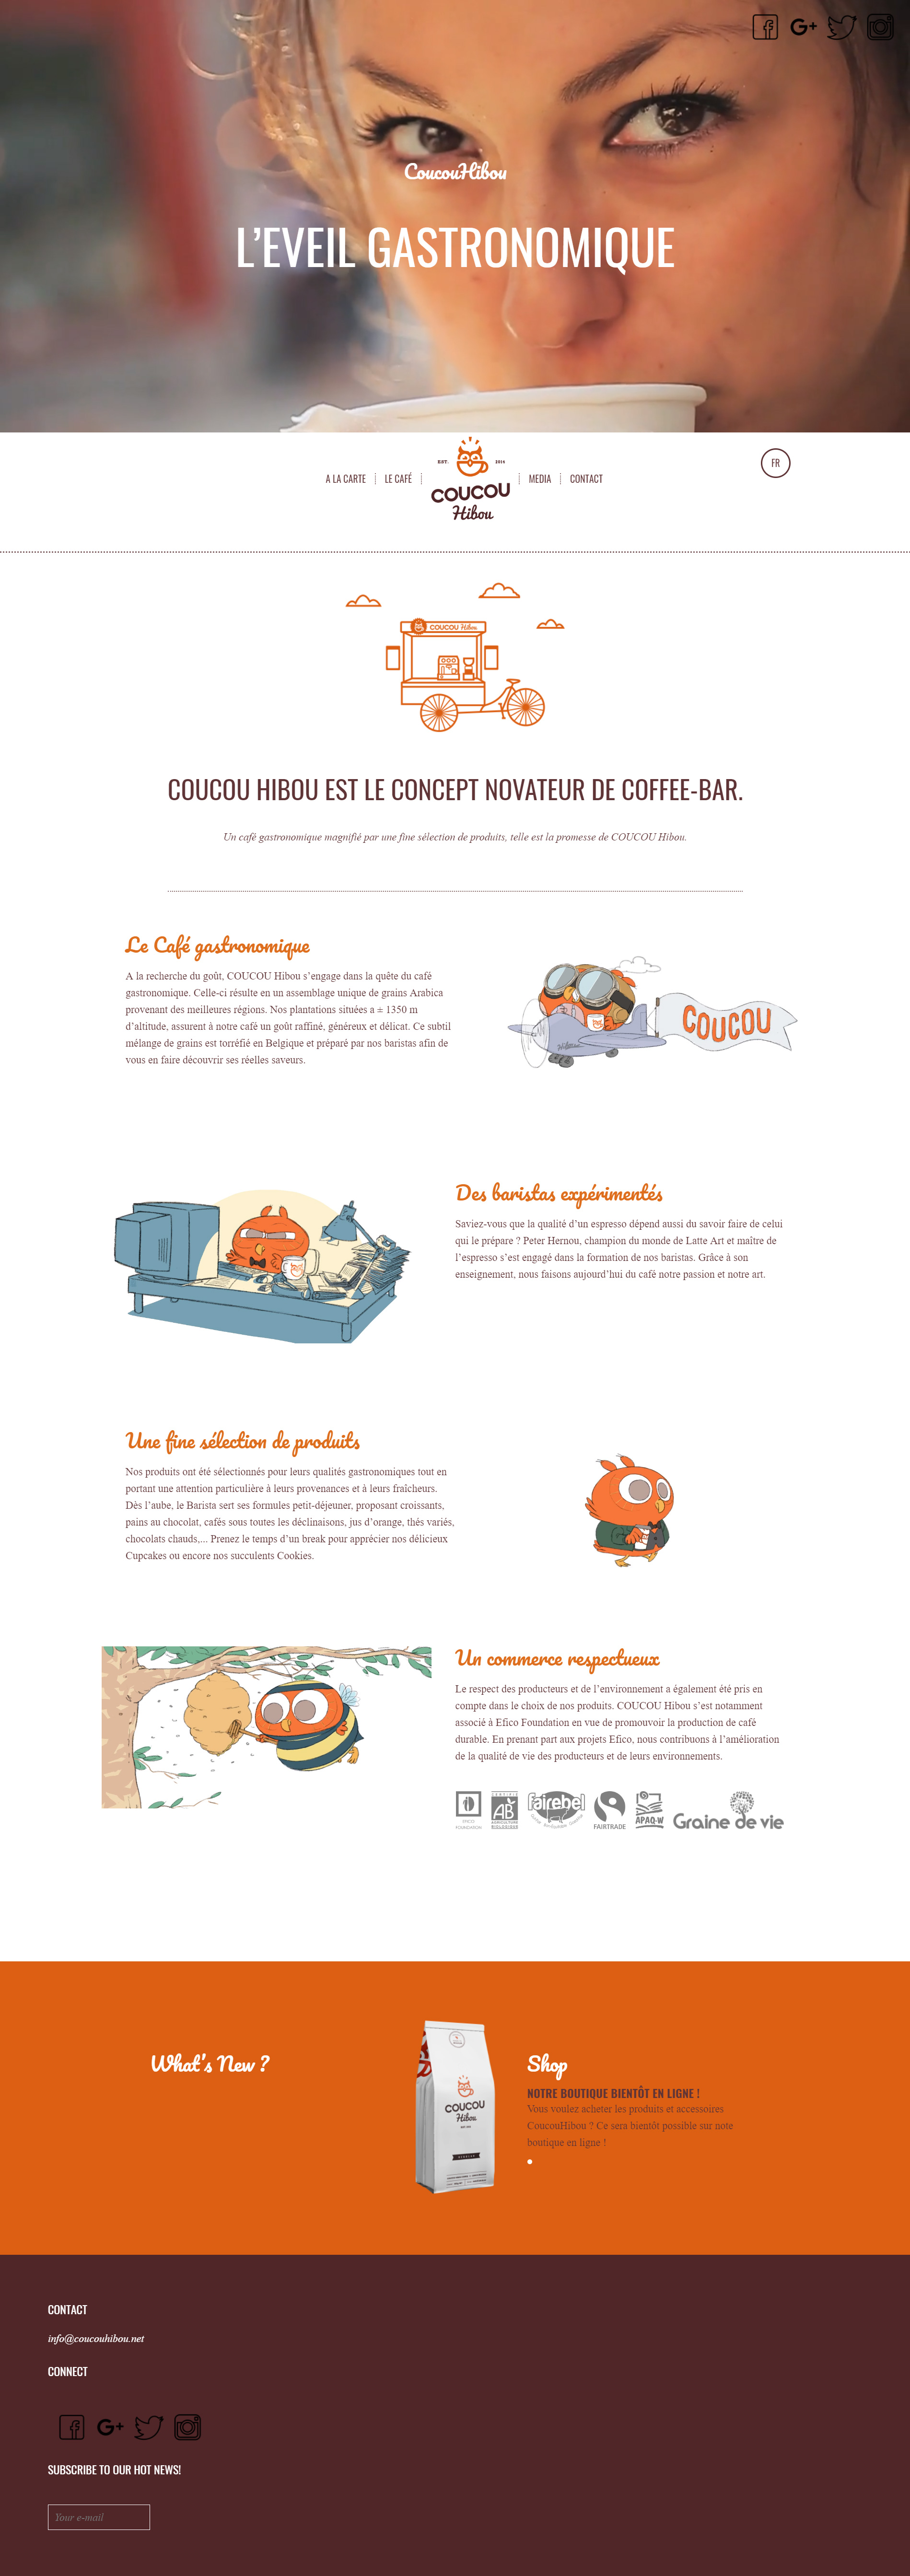 CoucouHibou
L’EVEIL GASTRONOMIQUE
A LA CARTE
LE CAFÉ
EST. 2014
COUCOU
Hibou
MEDIA
CONTACT
FR
COUCOU Hibou
COUCOU HIBOU EST LE CONCEPT NOVATEUR DE COFFEE-BAR.
Un café gastronomique magnifié par une fine sélection de produits, telle est la promesse de COUCOU Hibou.
Le Café gastronomique
A la recherche du goût, COUCOU Hibou s’engage dans la quête du café
gastronomique. Celle-ci résulte en un assemblage unique de grains Arabica
provenant des meilleures régions. Nos plantations situées a ± 1350 m
d’altitude, assurent à notre café un goût raffiné, généreux et délicat. Ce subtil
mélange de grains est torréfié en Belgique et préparé par nos baristas afin de
vous en faire découvrir ses réelles saveurs.
COUCOU
Des baristas expérimentés
Saviez-vous que la qualité d’un espresso dépend aussi du savoir faire de celui
qui le prépare ? Peter Hernou, champion du monde de Latte Art et maître de
l’espresso s’est engagé dans la formation de nos baristas. Grâce à son
enseignement, nous faisons aujourd’hui du café notre passion et notre art.
Une fine sélection de produits
Nos produits ont été sélectionnés pour leurs qualités gastronomiques tout en
portant une attention particulière à leurs provenances et à leurs fraîcheurs.
Dès l’aube, le Barista sert ses formules petit-déjeuner, proposant croissants,
pains au chocolat, cafés sous toutes les déclinaisons, jus d’orange, thés variés,
chocolats chauds,... Prenez le temps d’un break pour apprécier nos délicieux
Cupcakes ou encore nos succulents Cookies.
Un commerce respectueux
Le respect des producteurs et de l’environnement a également été pris en
compte dans le choix de nos produits. COUCOU Hibou s’est notamment
associé à Efico Foundation en vue de promouvoir la production de café
durable. En prenant part aux projets Efico, nous contribuons à l’amélioration
de la qualité de vie des producteurs et de leurs environnements.
EFICO
FOUNDATION
AB
AGRICULTURE
BIOLOGIQUE
fairebel
FAIRTRADE
APAQ-W
Graine de vie
What’s New ?
COUCOU
Hibou
Shop
NOTRE BOUTIQUE BIENTÔT EN LIGNE !
Vous voulez acheter les produits et accessoires
CoucouHibou ? Ce sera bientôt possible sur note
boutique en ligne !
CONTACT
info@coucouhibou.net
CONNECT
SUBSCRIBE TO OUR HOT NEWS!
Your e-mail